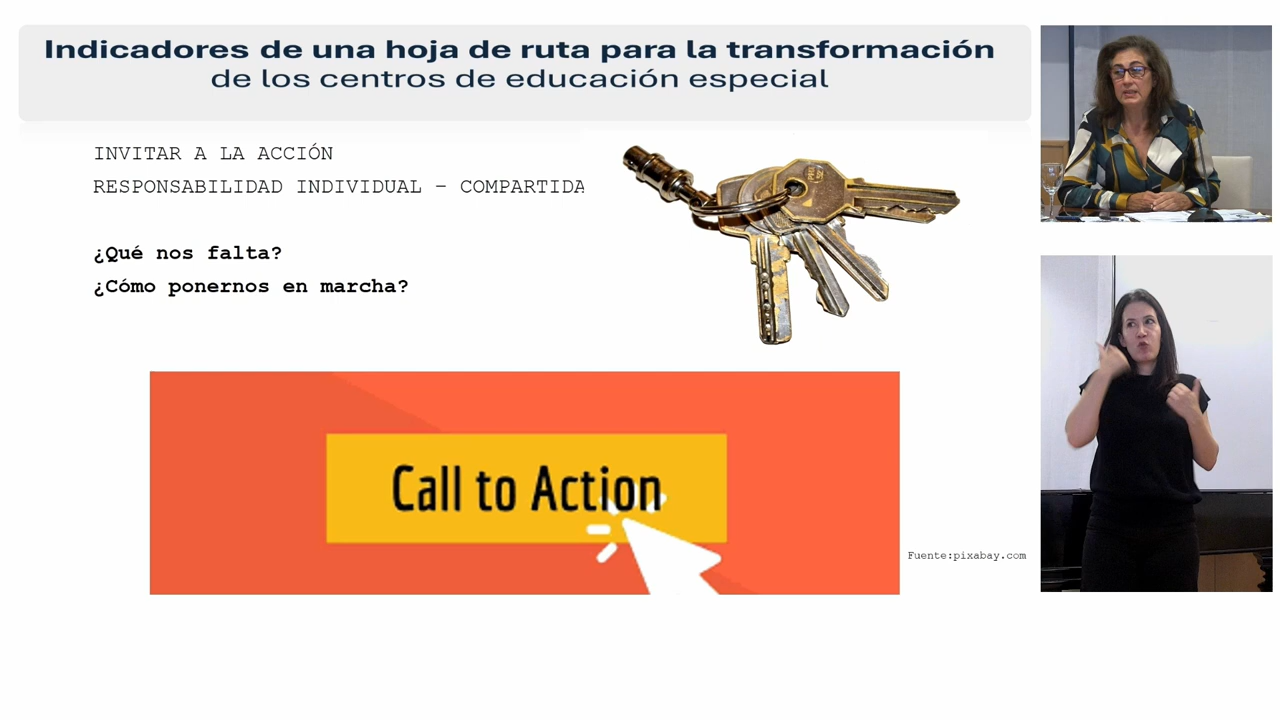 Indicadores de una hoja de ruta para la transformación
de los centros de educación especial
INVITAR A LA ACCIÓN
RESPONSABILIDAD INDIVIDUAL – COMPARTIDA
¿Qué nos falta?
¿Cómo ponernos en marcha?
Call to Action
Fuente:pixabay.com